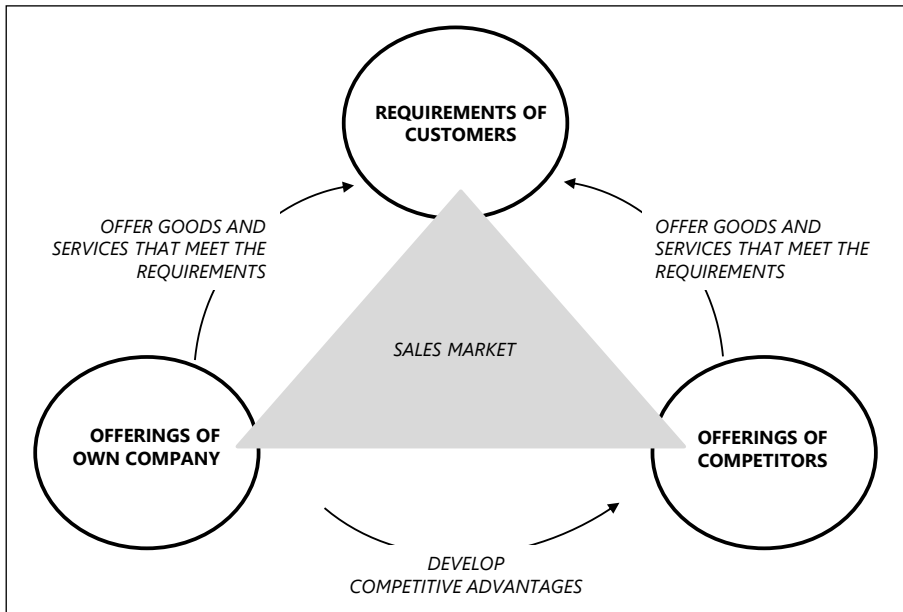 REQUIREMENTS OF
CUSTOMERS
OFFER GOODS AND
SERVICES THAT MEET THE
REQUIREMENTS
OFFER GOODS AND
SERVICES THAT MEET THE
REQUIREMENTS
SALES MARKET
OFFERINGS OF
OWN COMPANY
OFFERINGS OF
COMPETITORS
DEVELOP
COMPETITIVE ADVANTAGES